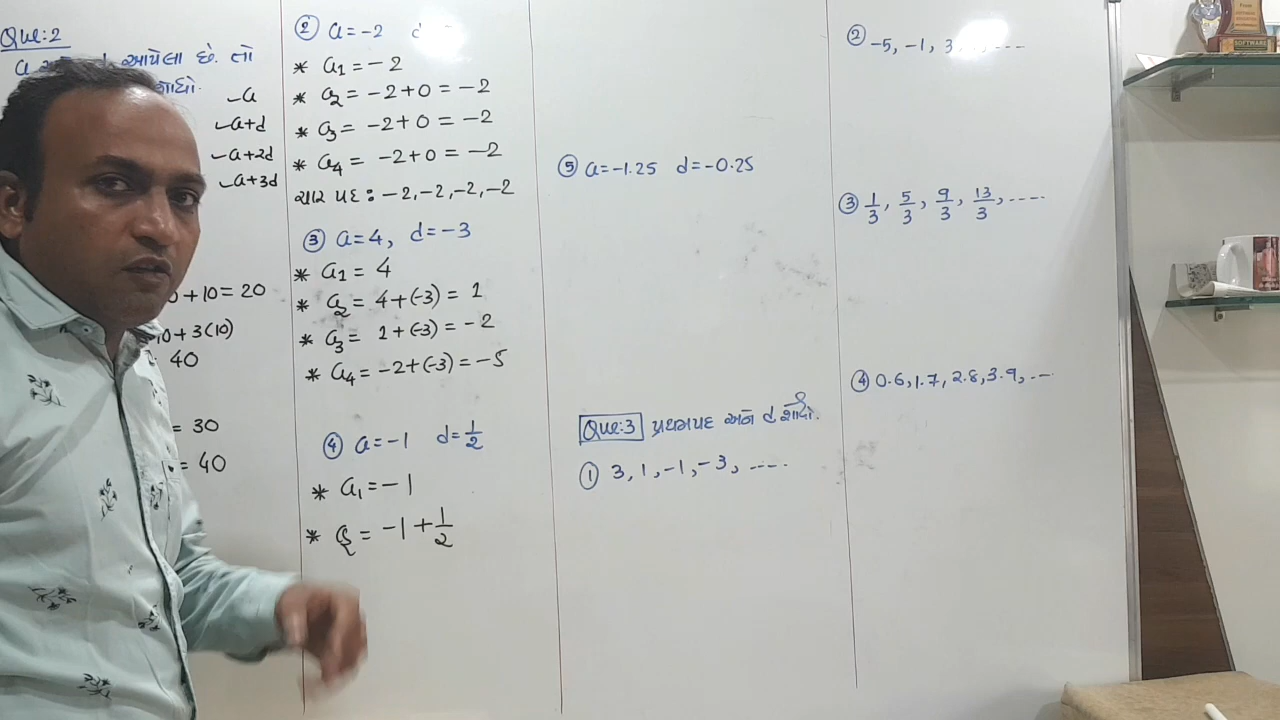 Que:2
આપેલા છે. તો
-a
-a+d
-a+2d
-a+3d
+10=20
10+3(10)
40
= 30
= 40
② a=-2
* a1=-2
* a2= -2+0 = -2
* a3= -2+0 = -2
* a4= -2+0 = -2
ચાર પદ : -2,-2,-2,-2
③ a=4, d=-3
* a1 = 4
* a2 = 4+(-3) = 1
* a3 = 1+(-3) = -2
* a4= -2+(-3) = -5
④ a=-1 d=1/2
* a1=-1
* a2 = -1+1/2
⑤ a=-1.25 d=-0.25
Que:3 પ્રથમપદ અને d શોધો.
① 3,1,-1,-3, ----
② -5,-1, 3
③ 1/3, 5/3, 9/3, 13/3, ----
④ 0.6,1.7, 2.8,3.9, ---
SOFTWARE